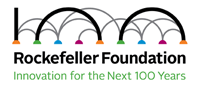 Rockefeller Foundation
Innovation for the Next 100 Years